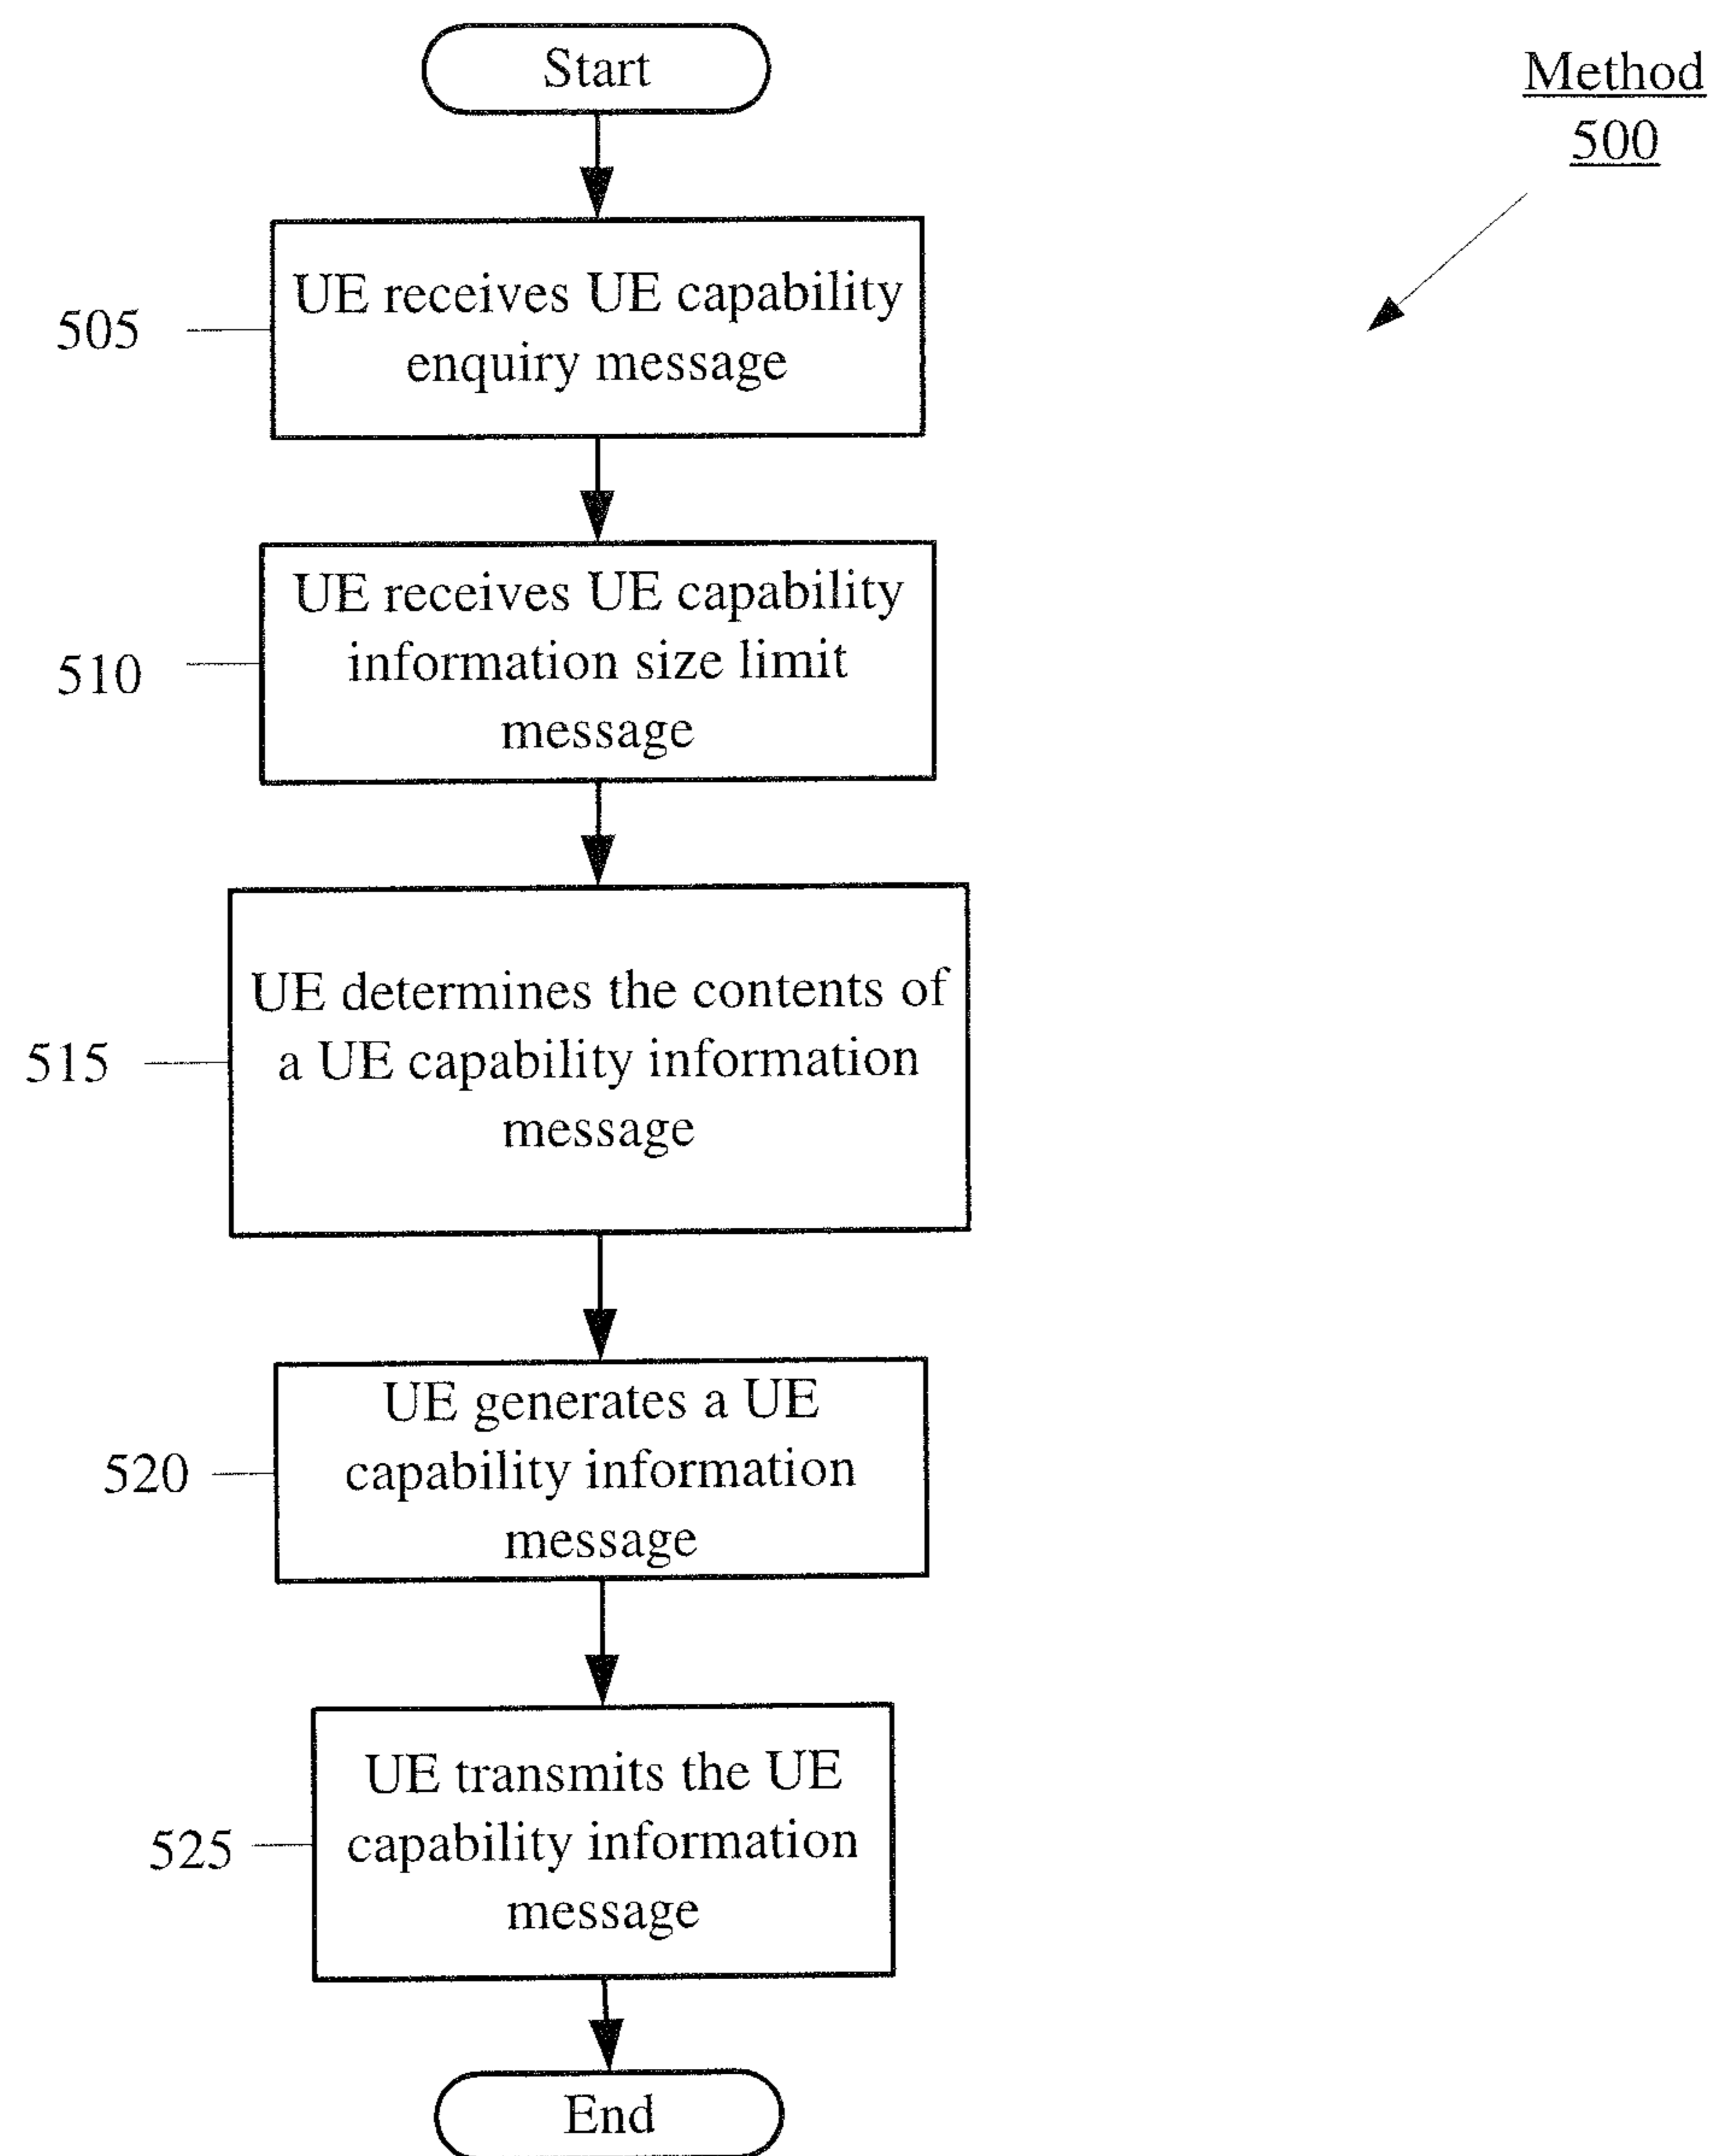 Start
Method
500
505
UE receives UE capability
enquiry message
510
UE receives UE capability
information size limit
message
515
UE determines the contents of
a UE capability information
message
520
UE generates a UE
capability information
message
525
UE transmits the UE
capability information
message
End